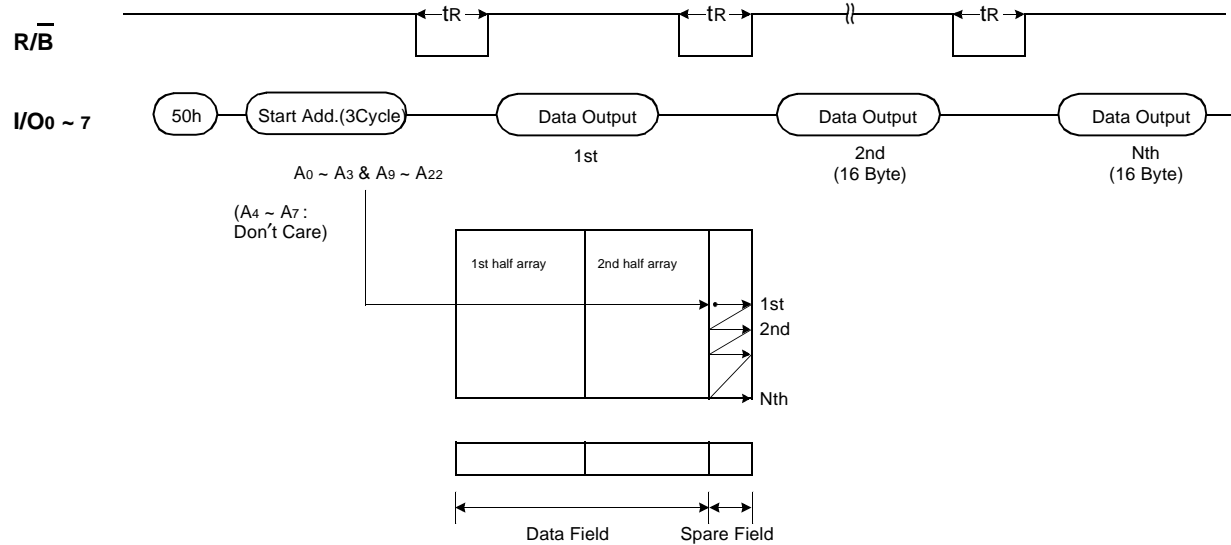 tR tR tR
R/B
I/O0 ~ 7
50h Start Add.(3Cycle) Data Output Data Output Data Output
1st 2nd Nth
(16 Byte) (16 Byte)
A0 ~ A3 & A9 ~ A22
(A4 ~ A7 :
Don′t Care)
1st half array 2nd half array
1st
2nd
Nth
Data Field Spare Field